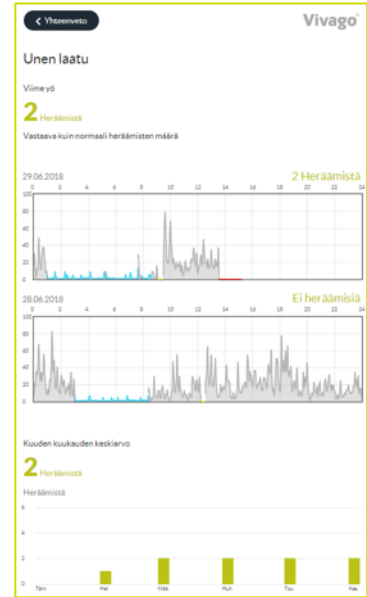 Yhteenveto
Vivago
Unen laatu
Viime yö
2 Heräämistä
Vastaava kuin normaali heräämisten määrä
29.06.2018 2 Heräämistä
0 2 4 6 8 10 12 14 16 18 20 22 24
100
80
60
40
20
0
28.06.2018 Ei heräämisiä
0 2 4 6 8 10 12 14 16 18 20 22 24
100
80
60
40
20
0
Kuuden kuukauden keskiarvo
2 Heräämistä
Heräämistä
6
4
2
0
Tam. Hel Maa Huh Tou. Kes.